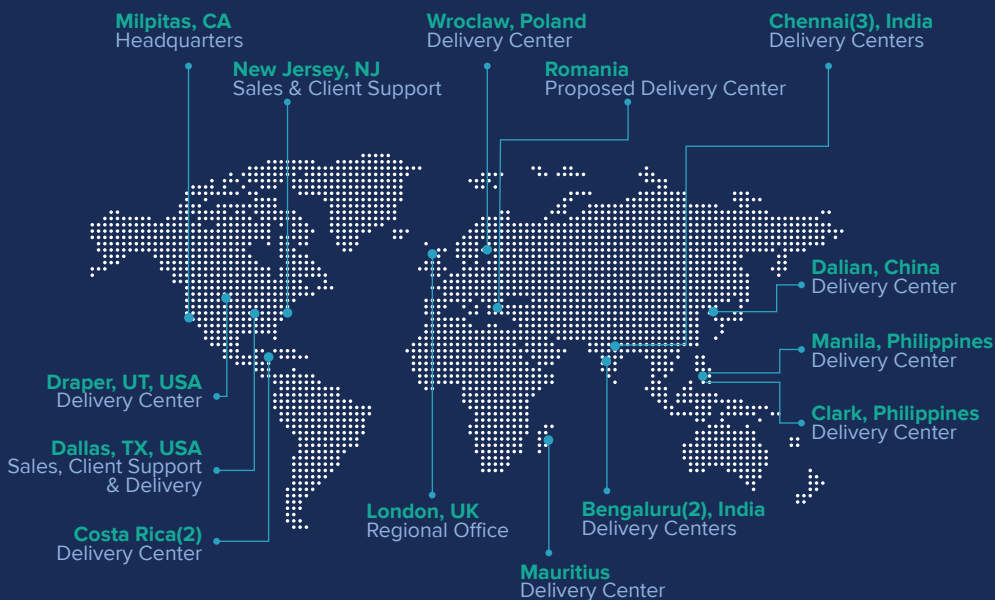 Milpitas, CA
Headquarters
New Jersey, NJ
Sales & Client Support
Wroclaw, Poland
Delivery Center
Romania
Proposed Delivery Center
Chennai(3), India
Delivery Centers
Dalian, China
Delivery Center
Manila, Philippines
Delivery Center
Clark, Philippines
Delivery Center
Draper, UT, USA
Delivery Center
Dallas, TX, USA
Sales, Client Support
& Delivery
Costa Rica(2)
Delivery Center
London, UK
Regional Office
Bengaluru(2), India
Delivery Centers
Mauritius
Delivery Center